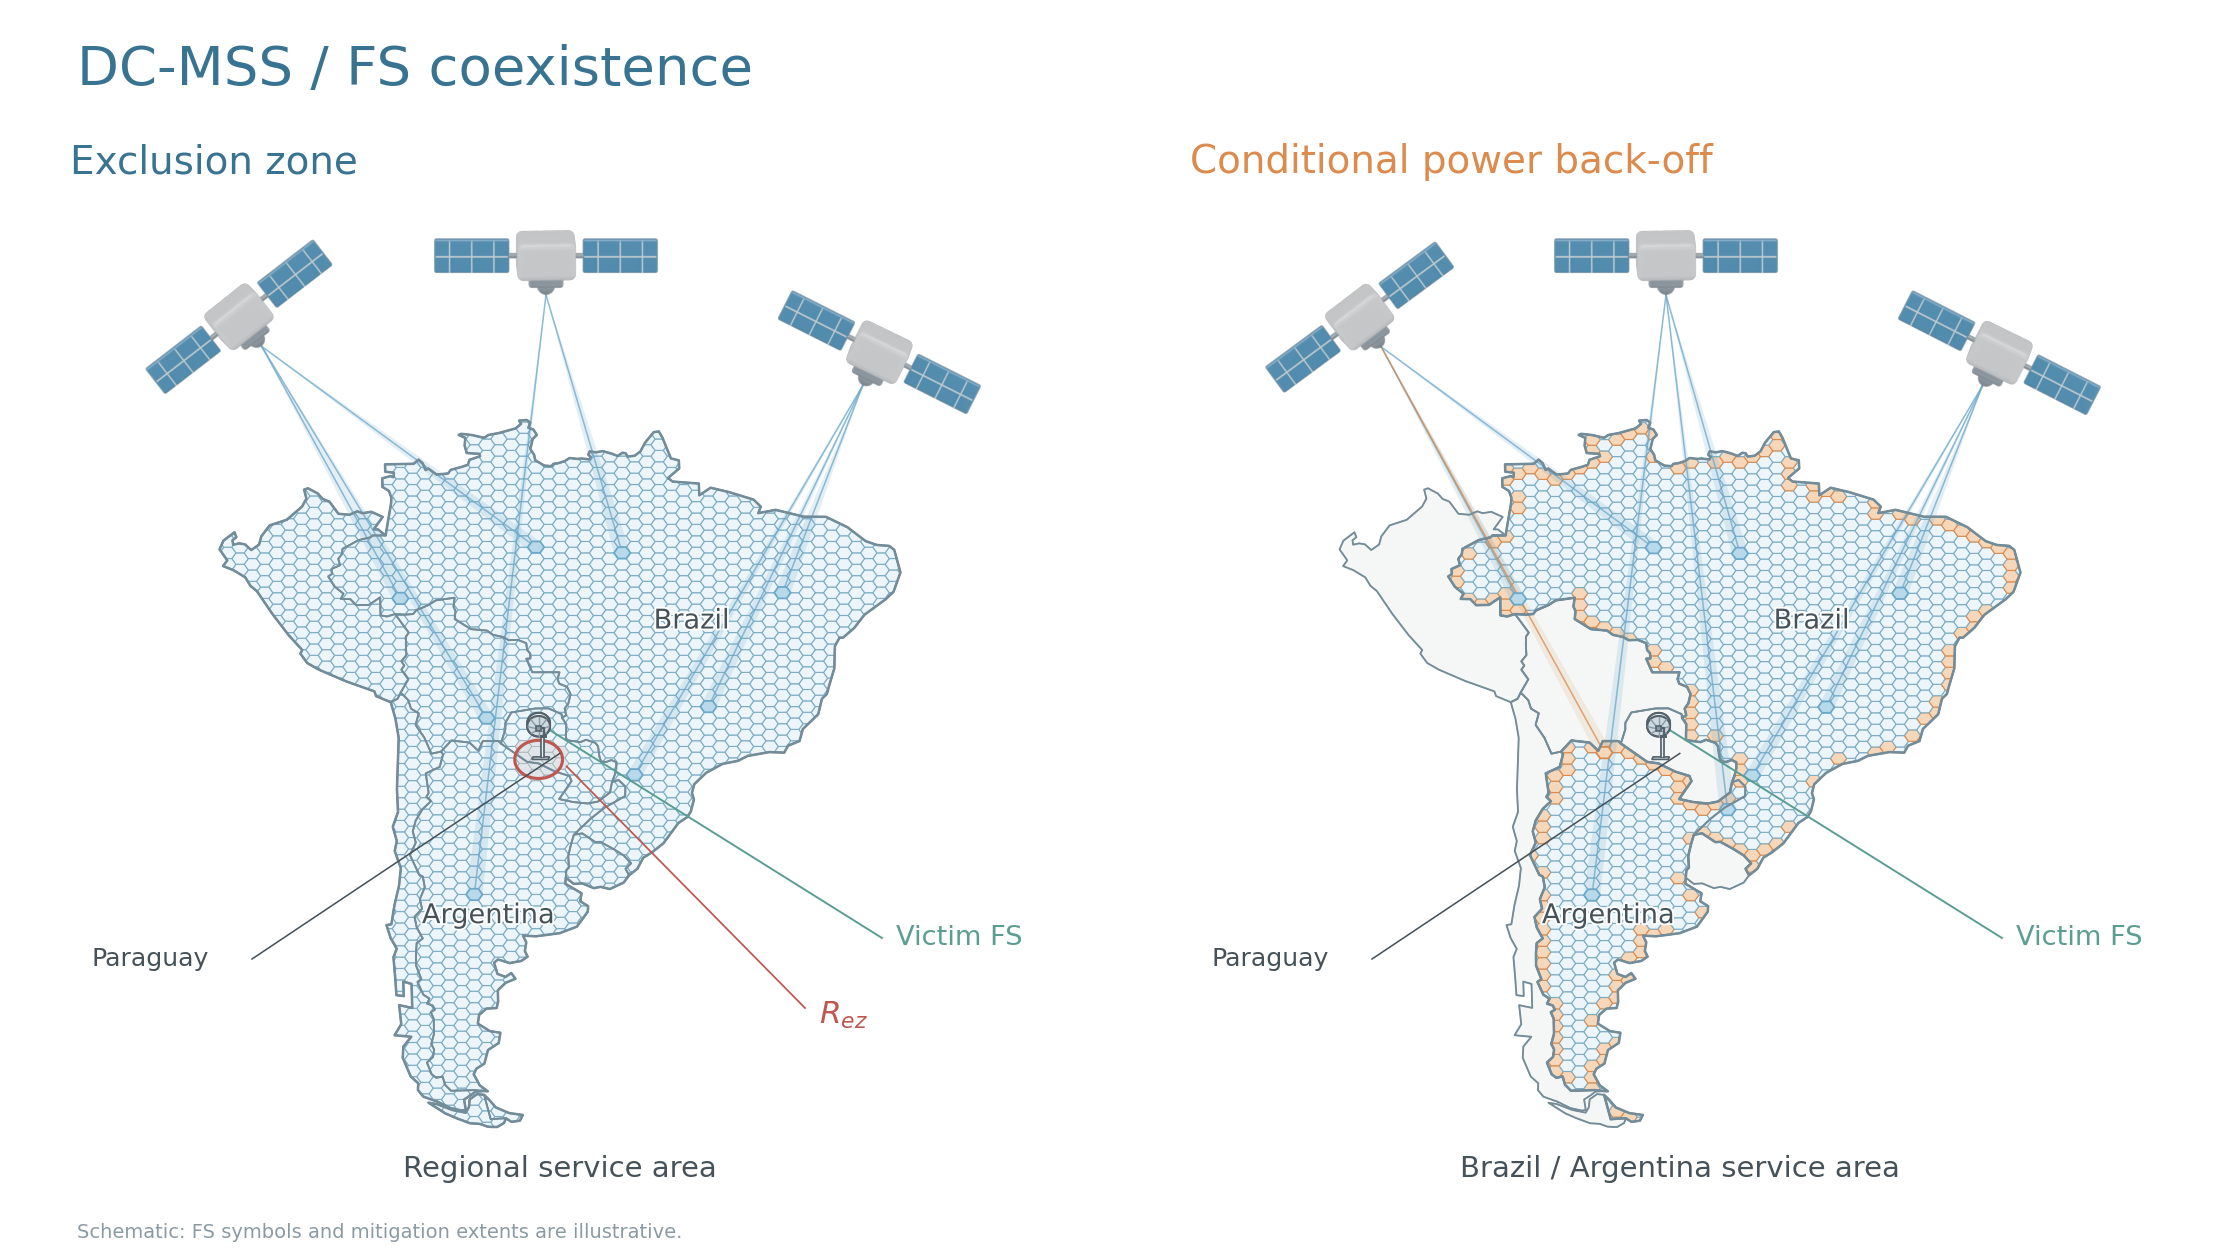 DC-MSS / FS coexistence
Exclusion zone
Conditional power back-off
Brazil
Argentina
Victim FS
Paraguay
R_ez
Regional service area
Brazil
Argentina
Victim FS
Paraguay
Brazil / Argentina service area
Schematic: FS symbols and mitigation extents are illustrative.